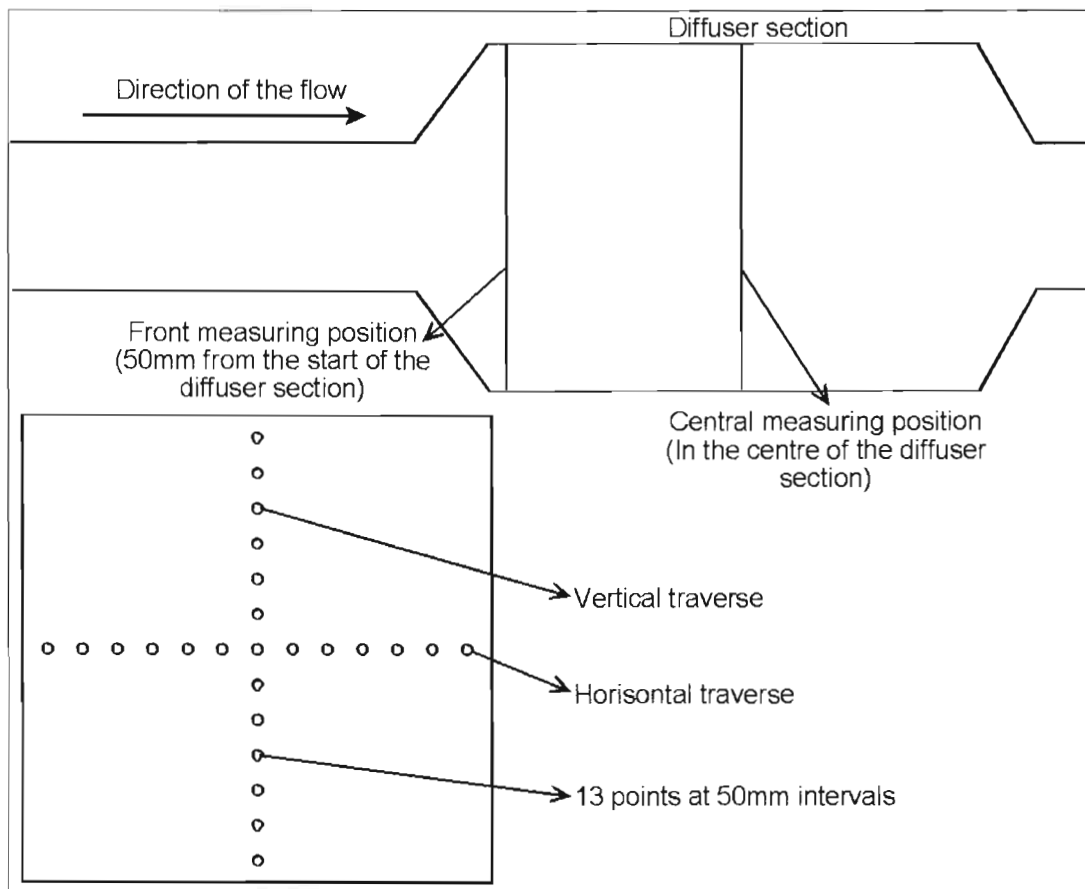 Diffuser section
Direction of the flow
Front measuring position
(50mm from the start of the
diffuser section)
Central measuring position
(In the centre of the diffuser
section)
Vertical traverse
Horisontal traverse
13 points at 50mm intervals